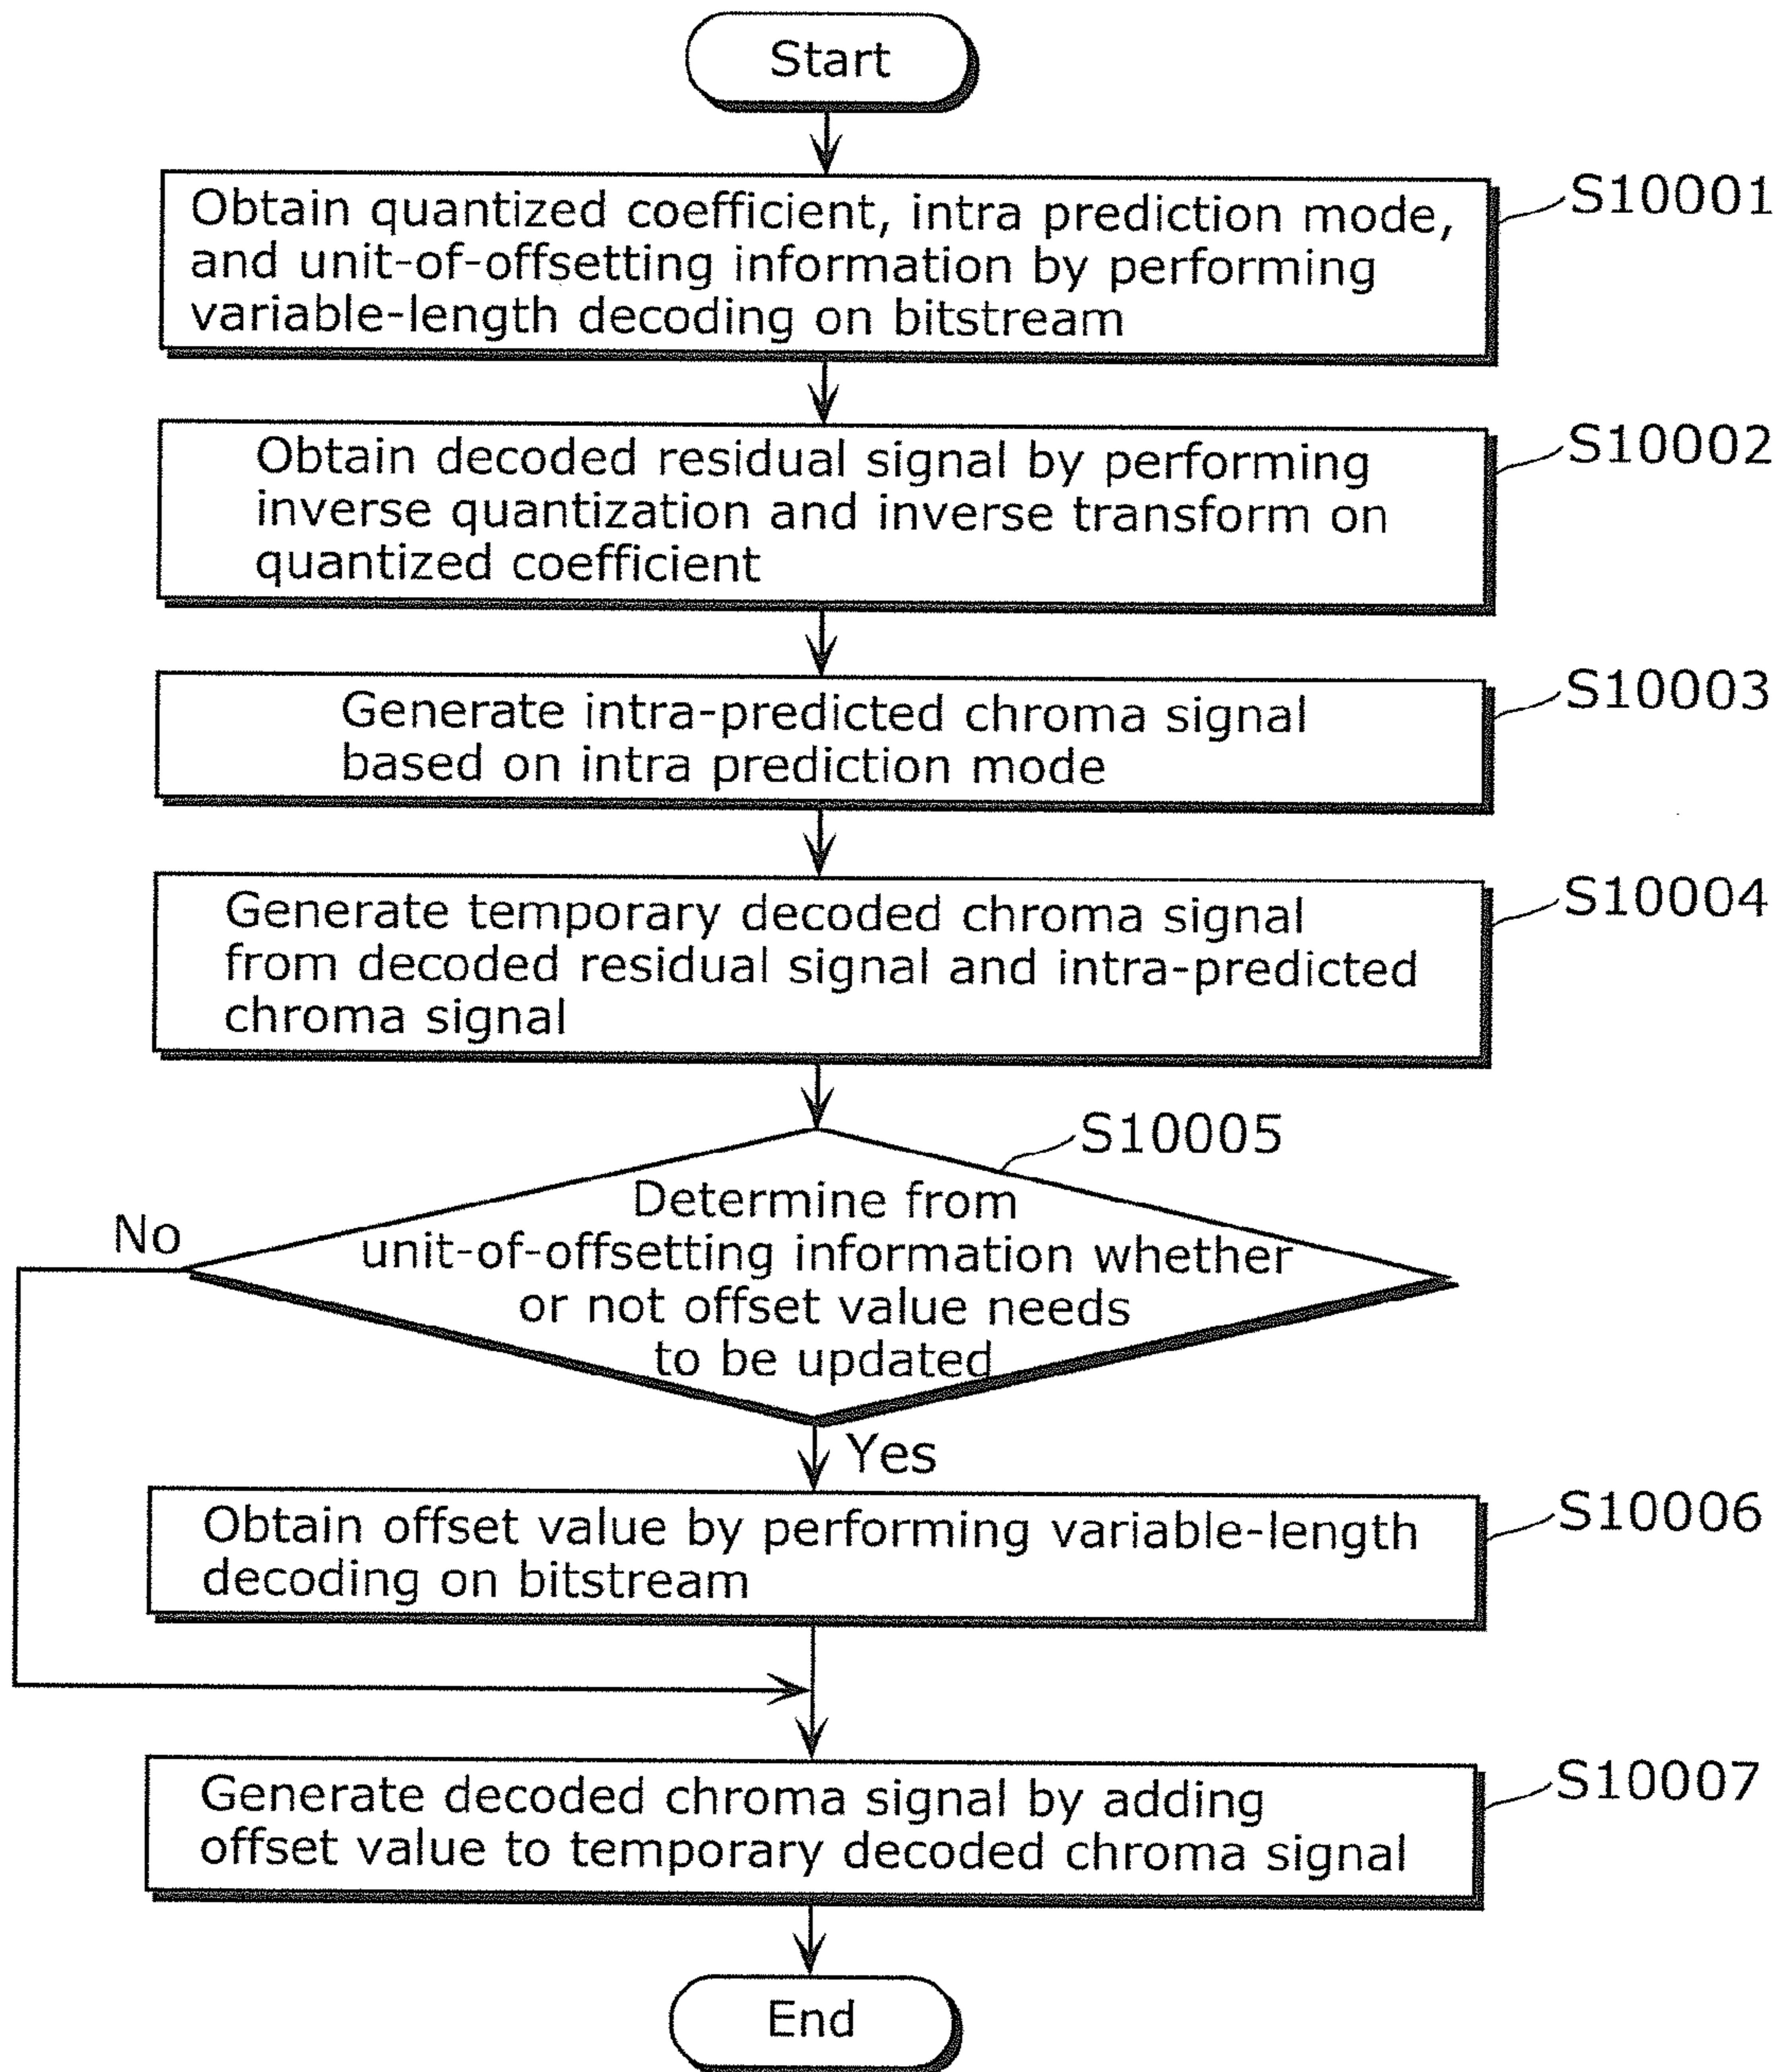 Start
Obtain quantized coefficient, intra prediction mode,
and unit-of-offsetting information by performing
variable-length decoding on bitstream
S10001
Obtain decoded residual signal by performing
inverse quantization and inverse transform on
quantized coefficient
S10002
Generate intra-predicted chroma signal
based on intra prediction mode
S10003
Generate temporary decoded chroma signal
from decoded residual signal and intra-predicted
chroma signal
S10004
S10005
Determine from
unit-of-offsetting information whether
or not offset value needs
to be updated
No
Yes
Obtain offset value by performing variable-length
decoding on bitstream
S10006
Generate decoded chroma signal by adding
offset value to temporary decoded chroma signal
S10007
End